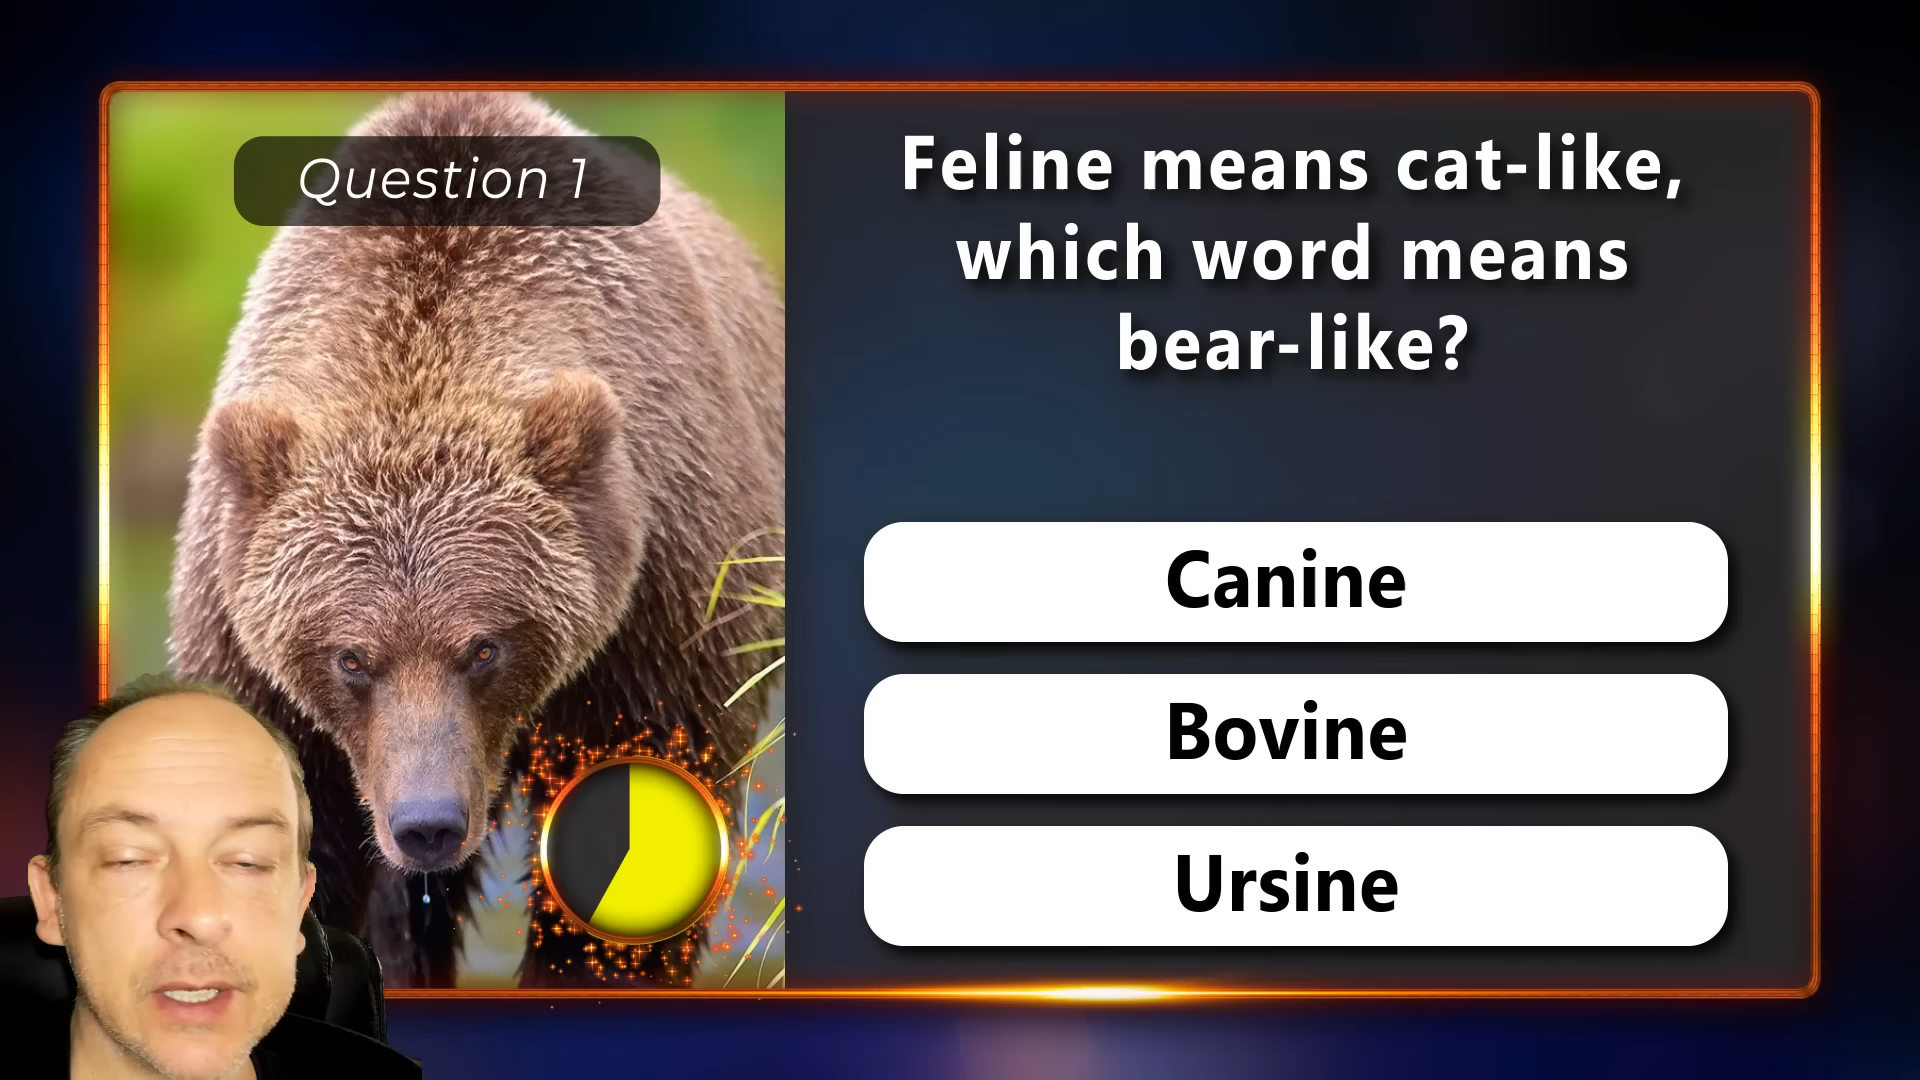 Question 1
Feline means cat-like,
which word means
bear-like?
Canine
Bovine
Ursine